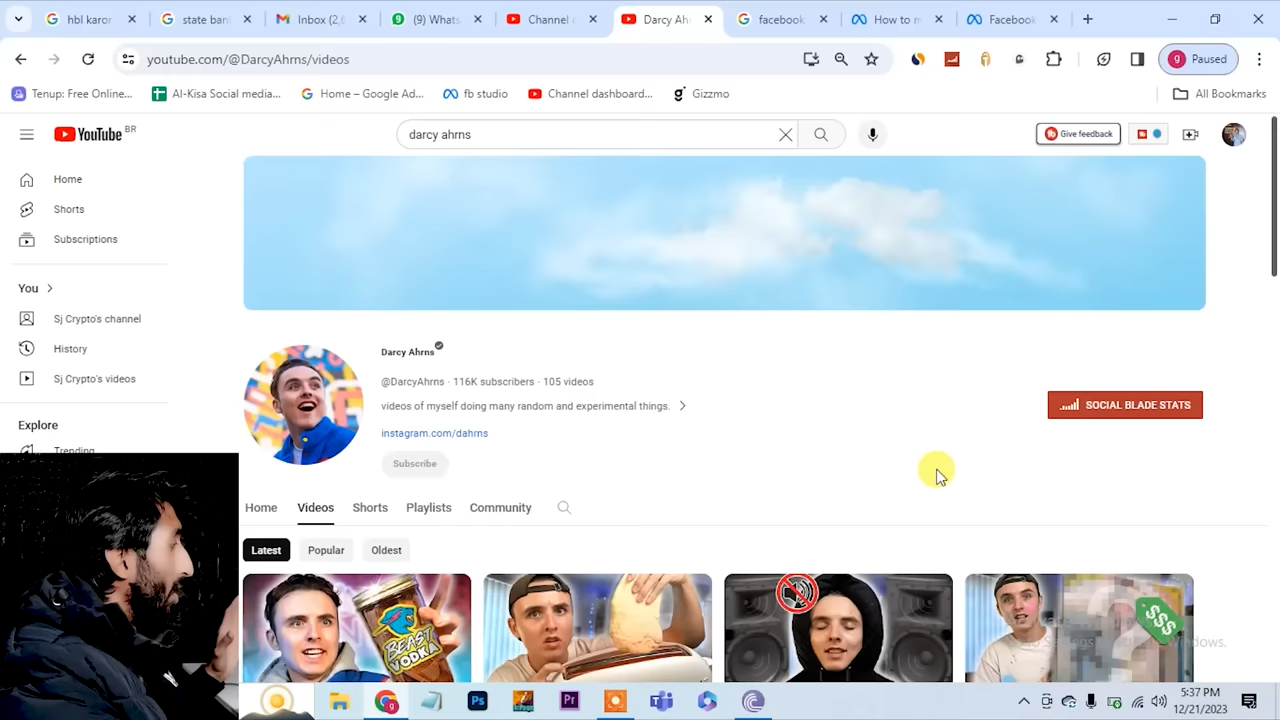 hbl karor
state ban
Inbox (2,6
(9) Whats
Channel c
Darcy Ah
facebook
How to m
Facebook
youtube.com/@DarcyAhrns/videos
Paused
Tenup: Free Online...
Al-Kisa Social media...
Home – Google Ad...
fb studio
Channel dashboard...
Gizzmo
All Bookmarks
YouTube BR
darcy ahrns
Give feedback
Home
Shorts
Subscriptions
You
Sj Crypto's channel
History
Sj Crypto's videos
Explore
Trending
Darcy Ahrns
@DarcyAhrns · 116K subscribers · 105 videos
videos of myself doing many random and experimental things.
instagram.com/dahrns
Subscribe
SOCIAL BLADE STATS
Home
Videos
Shorts
Playlists
Community
Latest
Popular
Oldest
BEAST
VODKA
$$$
5:37 PM
12/21/2023